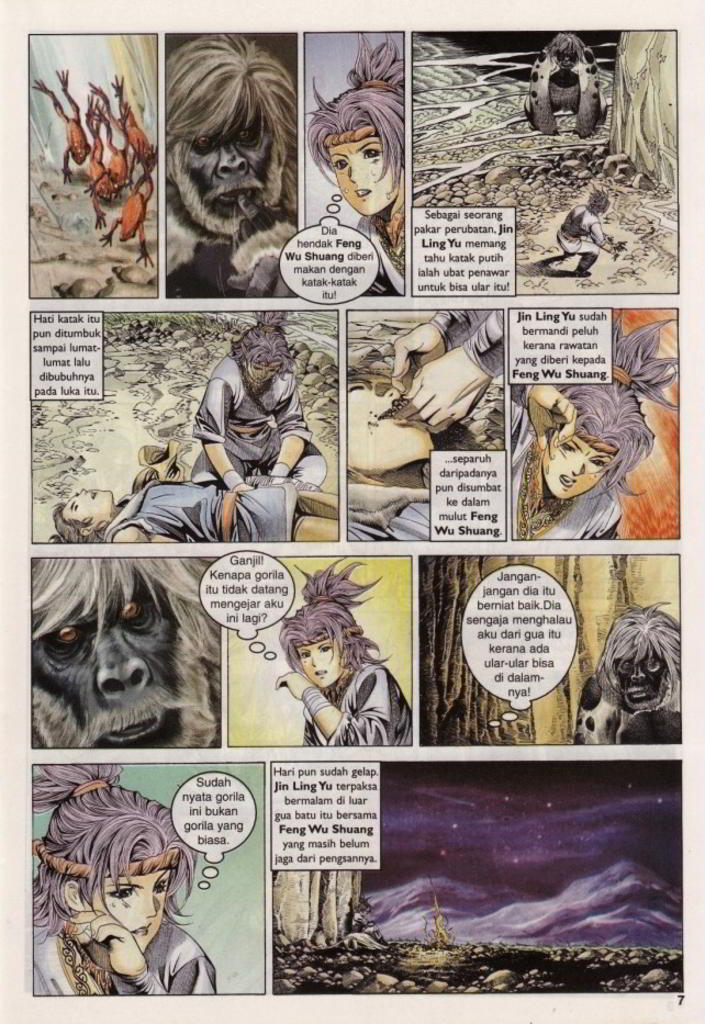 Dia
hendak Feng
Wu Shuang diberi
makan dengan
katak-katak
itu!
Sebagai seorang
pakar perubatan, Jin
Ling Yu memang
tahu katak putih
ialah ubat penawar
untuk bisa ular itu!
Hati katak itu
pun ditumbuk
sampai lumat-
lumat lalu
dibubuhnya
pada luka itu.
...separuh
daripadanya
pun disumbat
ke dalam
mulut Feng
Wu Shuang.
Jin Ling Yu sudah
bermandi peluh
kerana rawatan
yang diberi kepada
Feng Wu Shuang.
Ganjil!
Kenapa gorila
itu tidak datang
mengejar aku
ini lagi?
Jangan-
jangan dia itu
berniat baik.Dia
sengaja menghalau
aku dari gua itu
kerana ada
ular-ular bisa
di dalam-
nya!
Sudah
nyata gorila
ini bukan
gorila yang
biasa.
Hari pun sudah gelap.
Jin Ling Yu terpaksa
bermalam di luar
gua batu itu bersama
Feng Wu Shuang
yang masih belum
jaga dari pengsannya.
7